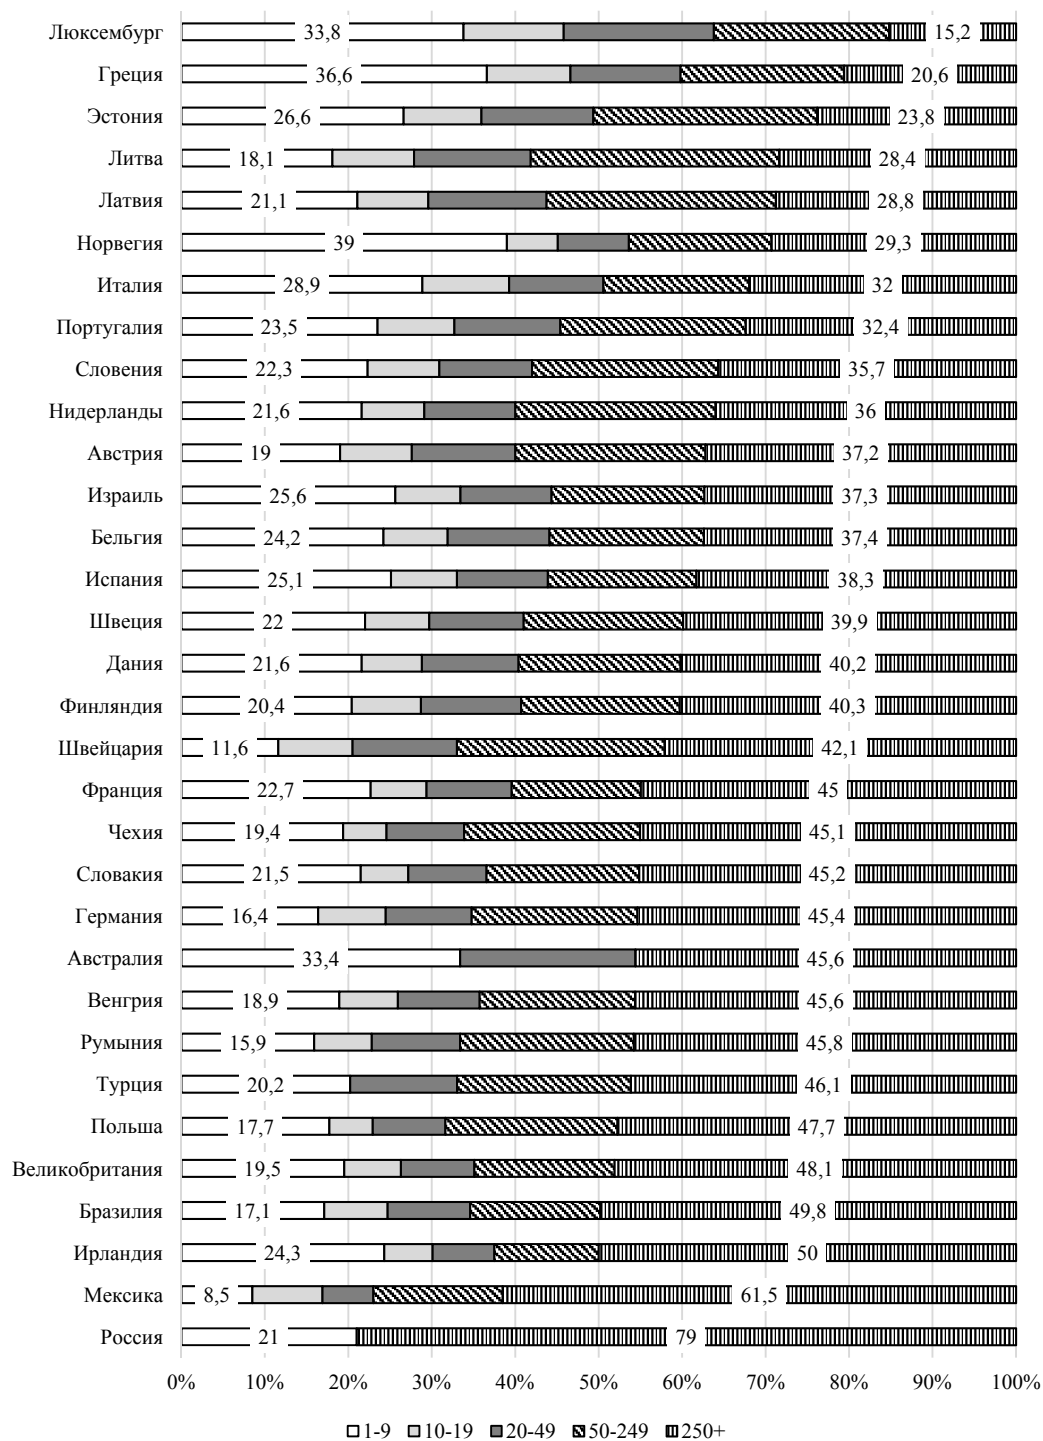 Люксембург 33,8 15,2
Греция 36,6 20,6
Эстония 26,6 23,8
Литва 18,1 28,4
Латвия 21,1 28,8
Норвегия 39 29,3
Италия 28,9 32
Португалия 23,5 32,4
Словения 22,3 35,7
Нидерланды 21,6 36
Австрия 19 37,2
Израиль 25,6 37,3
Бельгия 24,2 37,4
Испания 25,1 38,3
Швеция 22 39,9
Дания 21,6 40,2
Финляндия 20,4 40,3
Швейцария 11,6 42,1
Франция 22,7 45
Чехия 19,4 45,1
Словакия 21,5 45,2
Германия 16,4 45,4
Австралия 33,4 45,6
Венгрия 18,9 45,6
Румыния 15,9 45,8
Турция 20,2 46,1
Польша 17,7 47,7
Великобритания 19,5 48,1
Бразилия 17,1 49,8
Ирландия 24,3 50
Мексика 8,5 61,5
Россия 21 79
0% 10% 20% 30% 40% 50% 60% 70% 80% 90% 100%
1-9 10-19 20-49 50-249 250+